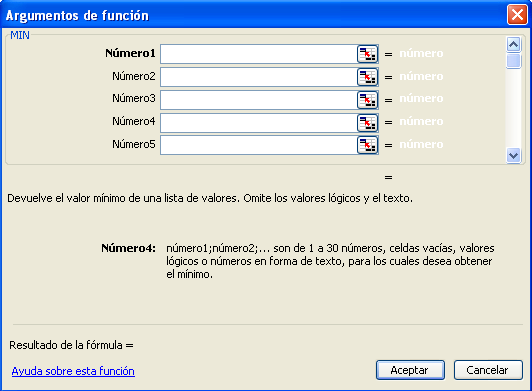 Argumentos de función
MIN
Número1 = número
Número2 = número
Número3 = número
Número4 = número
Número5 = número
=
Devuelve el valor mínimo de una lista de valores. Omite los valores lógicos y el texto.
Número4: número1;número2;... son de 1 a 30 números, celdas vacías, valores
lógicos o números en forma de texto, para los cuales desea obtener
el mínimo.
Resultado de la fórmula =
Ayuda sobre esta función
Aceptar Cancelar